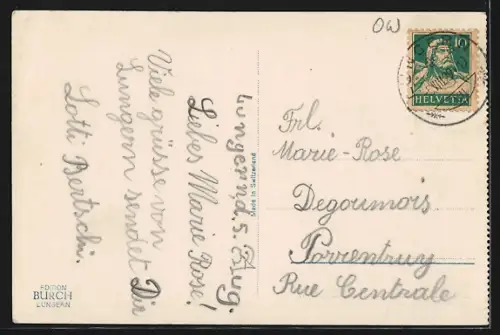 OW
10
HELVETIA
Lungern, d. 5. Aug.
Liebes Marie Rose!
Viele grüsse von
Lungern sendet Dir
Lotti Bertschi.
Made in Switzerland
Frl.
Marie-Rose
Degoumois
Porrentruy
Rue Centrale
EDITION
BURCH
LUNGERN